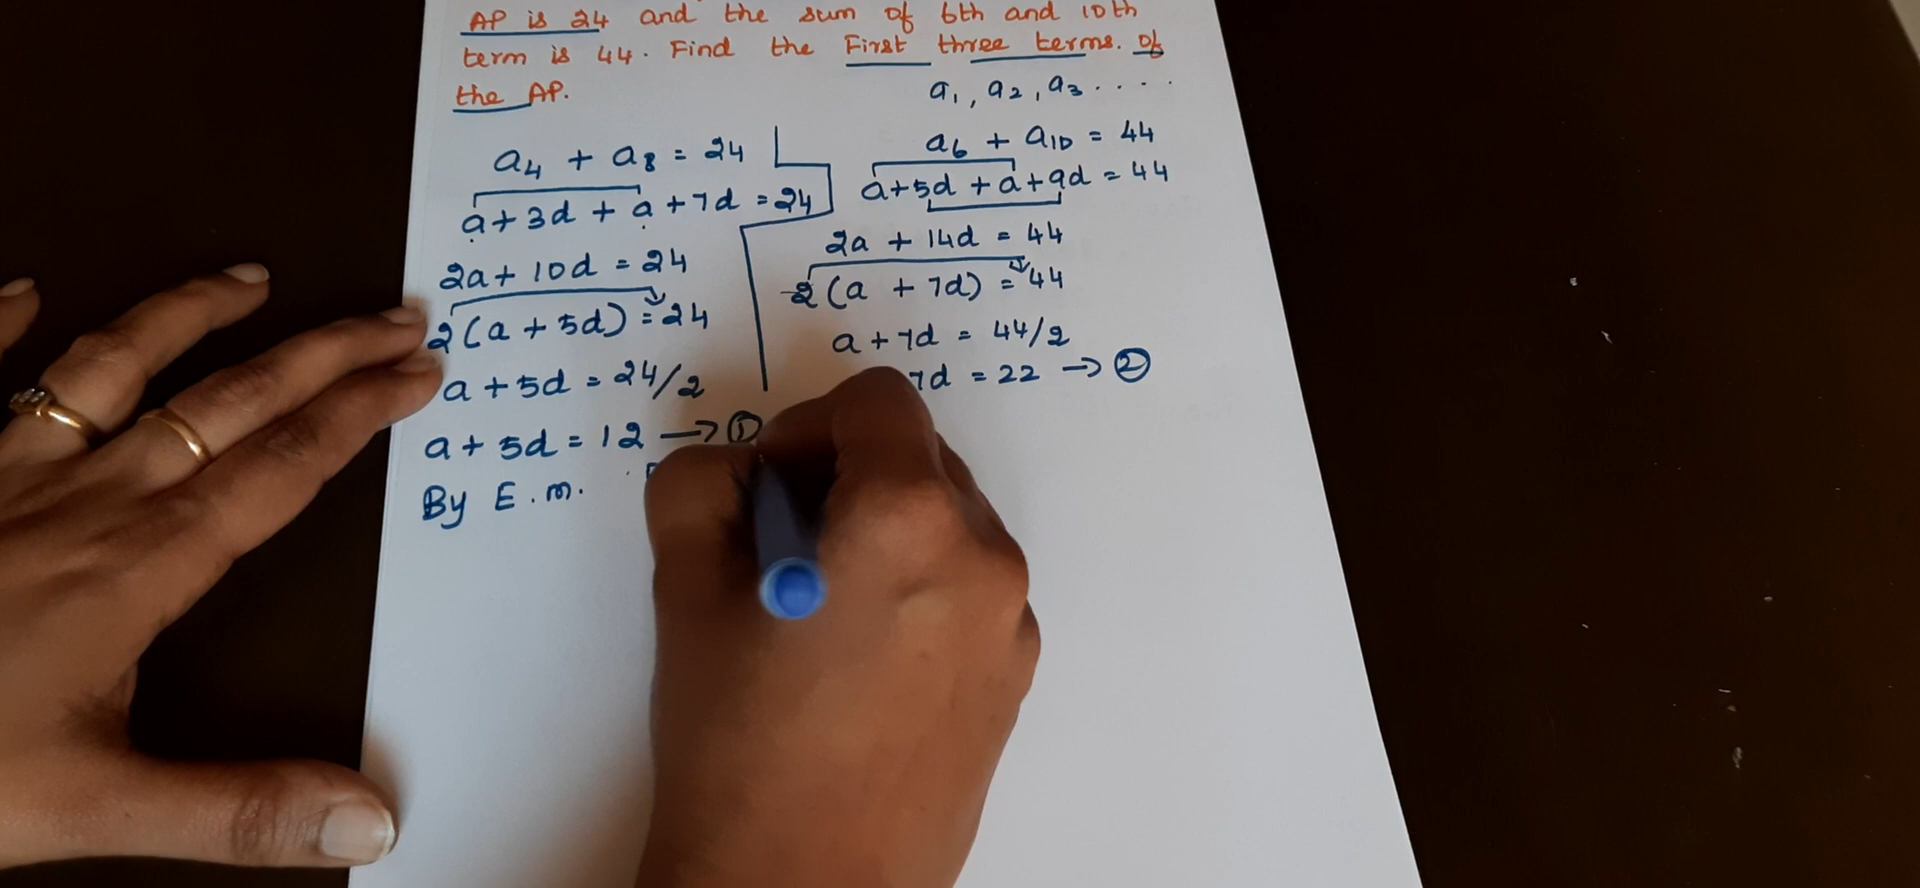 AP is 24 and the sum of 6th and 10th
term is 44. Find the First three terms. Of
the AP.
a₁, a₂, a₃ . . . .
a₄ + a₈ = 24
a + 3d + a + 7d = 24
2a + 10d = 24
2(a + 5d) = 24
a + 5d = 24/2
a + 5d = 12 → ①
By E.m.
a₆ + a₁₀ = 44
a+5d + a+9d = 44
2a + 14d = 44
2(a + 7d) = 44
a + 7d = 44/2
7d = 22 → ②